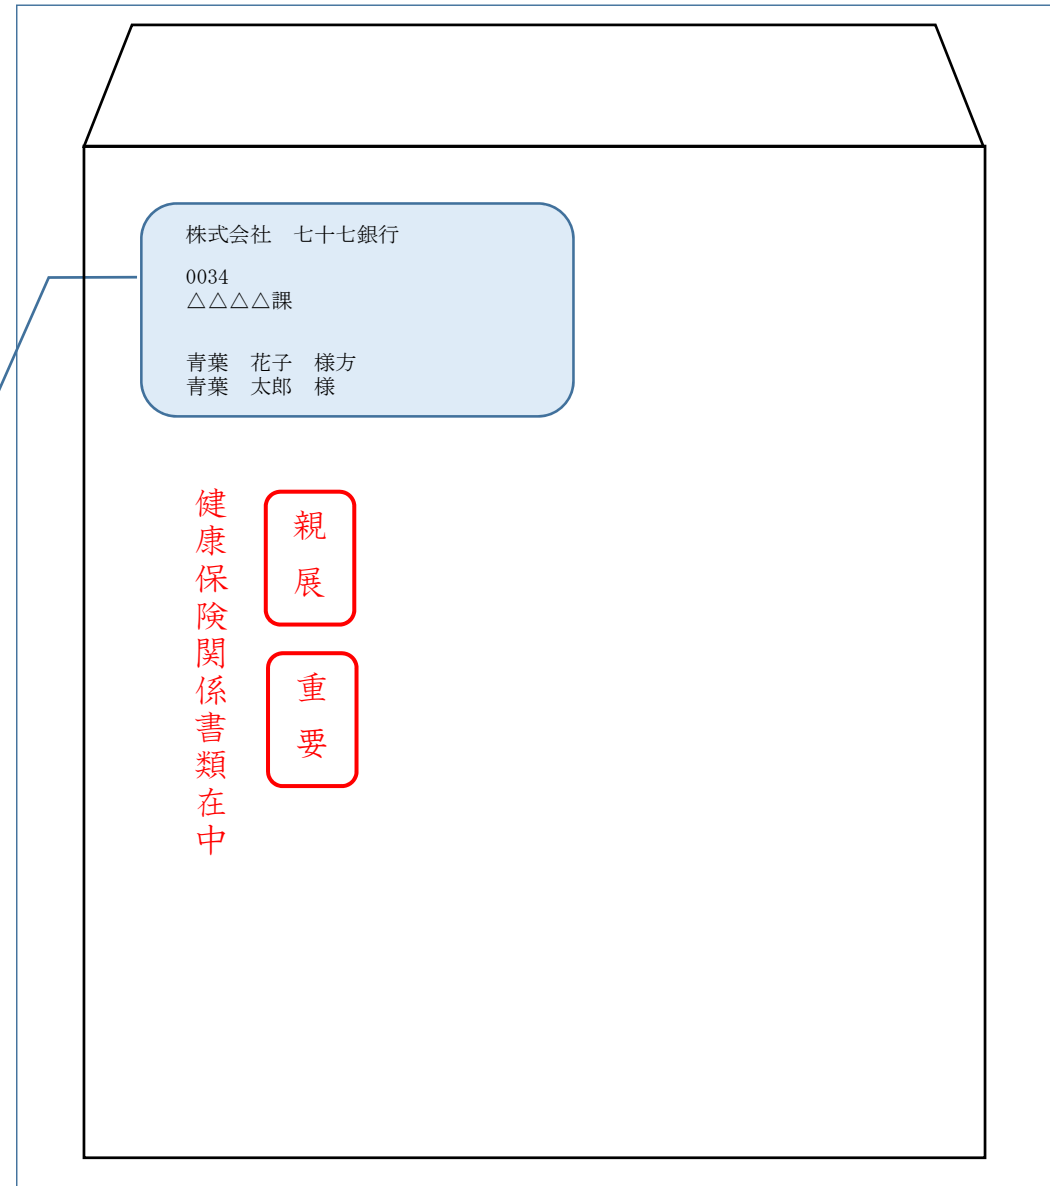 株式会社　七十七銀行
0034
△△△△課
青葉　花子　様方
青葉　太郎　様
親展
重要
健康保険関係書類在中